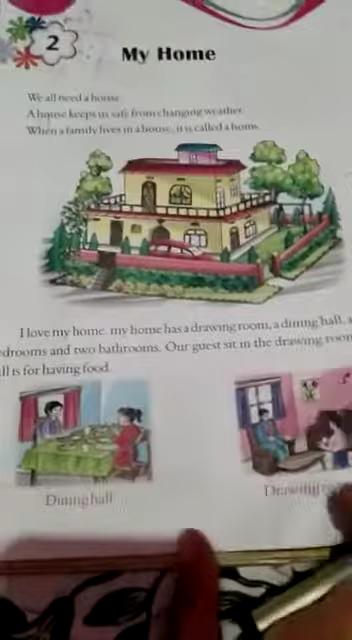 2
My Home
We all need a house.
A house keeps us safe from changing weather.
When a family lives in a house, it is called a home.
I love my home. my home has a drawing room, a dining hall,
drooms and two bathrooms. Our guest sit in the drawing room
ll is for having food.
Dining hall
Drawing